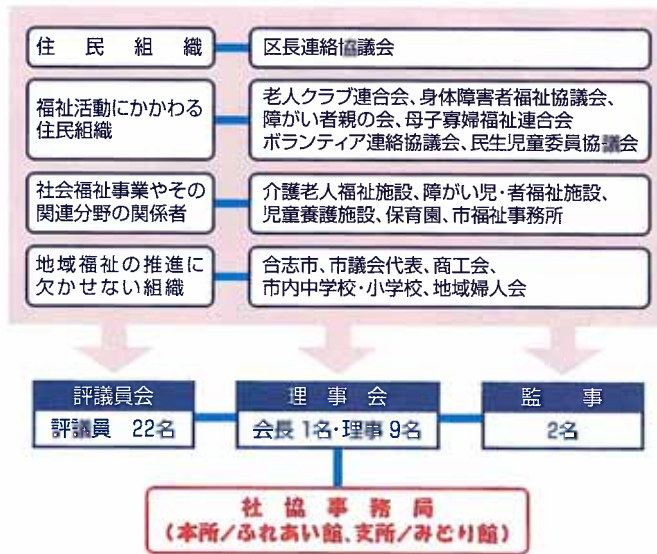 住民組織
区長連絡協議会
福祉活動にかかわる
住民組織
老人クラブ連合会、身体障害者福祉協議会、
障がい者親の会、母子寡婦福祉連合会
ボランティア連絡協議会、民生児童委員協議会
社会福祉事業やその
関連分野の関係者
介護老人福祉施設、障がい児・者福祉施設、
児童養護施設、保育園、市福祉事務所
地域福祉の推進に
欠かせない組織
合志市、市議会代表、商工会、
市内中学校・小学校、地域婦人会
評議員会
評議員 22名
理事会
会長 1名・理事 9名
監事
2名
社協事務局
(本所/ふれあい館、支所/みどり館)